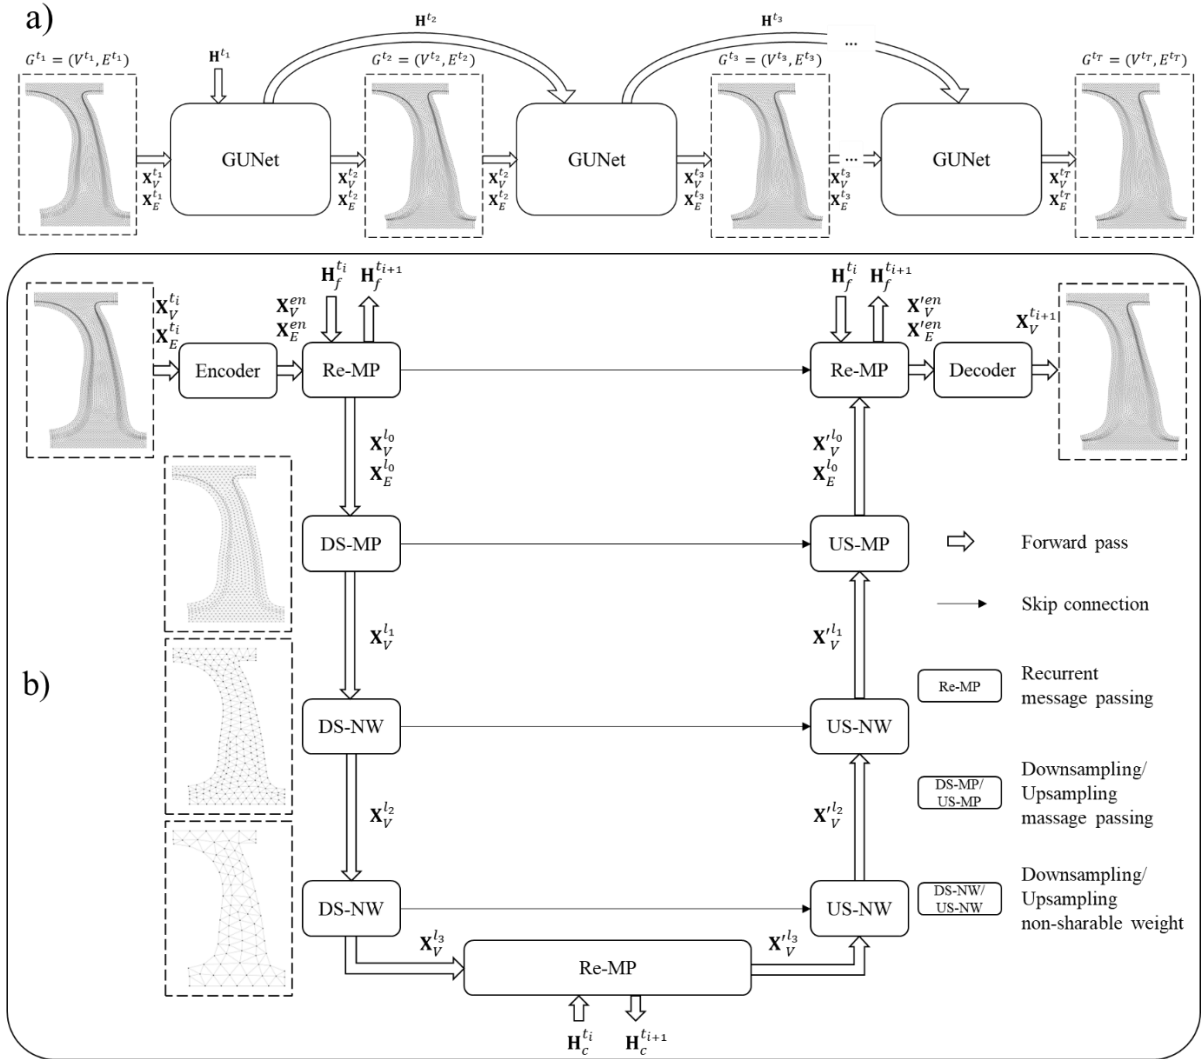 a)
H^{t_1}
H^{t_2}
H^{t_3}
...
G^{t_1} = (V^{t_1}, E^{t_1})
G^{t_2} = (V^{t_2}, E^{t_2})
G^{t_3} = (V^{t_3}, E^{t_3})
G^{t_T} = (V^{t_T}, E^{t_T})
GUNet
GUNet
...
GUNet
X_V^{t_1}
X_E^{t_1}
X_V^{t_2}
X_E^{t_2}
X_V^{t_2}
X_E^{t_2}
X_V^{t_3}
X_E^{t_3}
X_V^{t_3}
X_E^{t_3}
X_V^{t_T}
X_E^{t_T}
b)
X_V^{t_i}
X_E^{t_i}
Encoder
X_V^{en}
X_E^{en}
H_f^{t_i}
H_f^{t_{i+1}}
Re-MP
H_f^{t_i}
H_f^{t_{i+1}}
Re-MP
X'_V^{en}
X'_E^{en}
Decoder
X_V^{t_{i+1}}
X_V^{l_0}
X_E^{l_0}
X'_V^{l_0}
X_E^{l_0}
DS-MP
US-MP
X_V^{l_1}
X'_V^{l_1}
DS-NW
US-NW
X_V^{l_2}
X'_V^{l_2}
DS-NW
US-NW
X_V^{l_3}
Re-MP
X'_V^{l_3}
H_c^{t_i}
H_c^{t_{i+1}}
Forward pass
Skip connection
Re-MP
Recurrent
message passing
DS-MP/
US-MP
Downsampling/
Upsampling
massage passing
DS-NW/
US-NW
Downsampling/
Upsampling
non-sharable weight